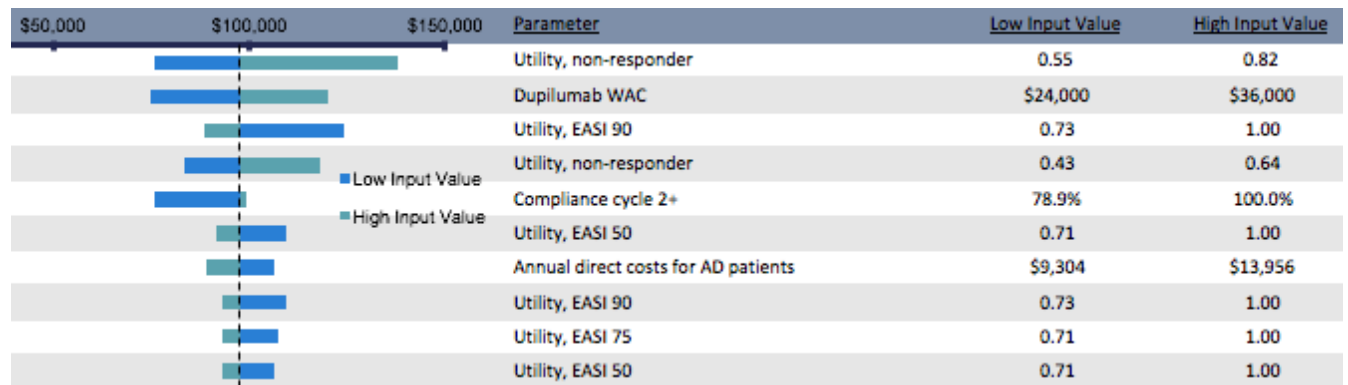 $50,000 $100,000 $150,000 Parameter Low Input Value High Input Value
Utility, non-responder 0.55 0.82
Dupilumab WAC $24,000 $36,000
Utility, EASI 90 0.73 1.00
Utility, non-responder 0.43 0.64
Low Input Value
Compliance cycle 2+ 78.9% 100.0%
High Input Value
Utility, EASI 50 0.71 1.00
Annual direct costs for AD patients $9,304 $13,956
Utility, EASI 90 0.73 1.00
Utility, EASI 75 0.71 1.00
Utility, EASI 50 0.71 1.00